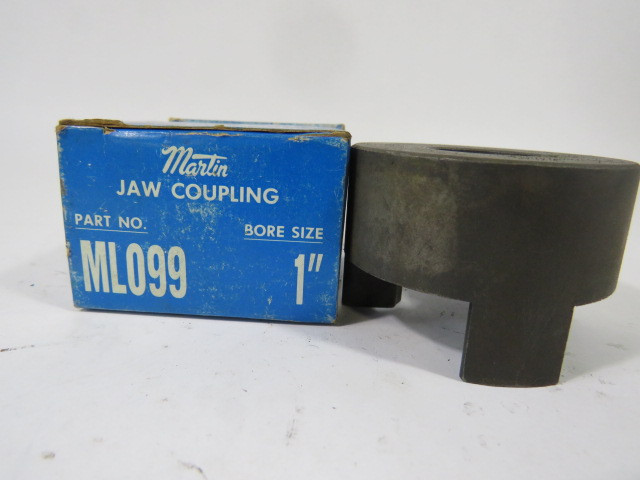 Martin
JAW COUPLING
PART NO.
BORE SIZE
ML099
1"